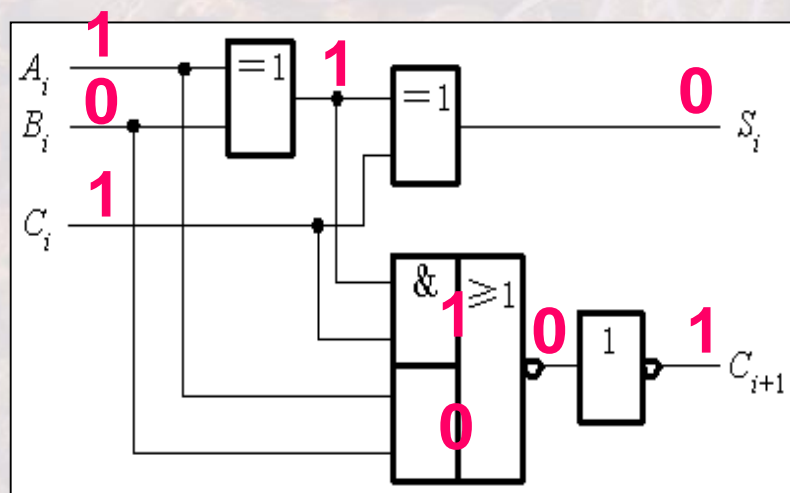 1
A_i =1 1 =1 0 S_i
0
B_i
1
C_i
& ≥1
1 0 1 1 C_{i+1}
0